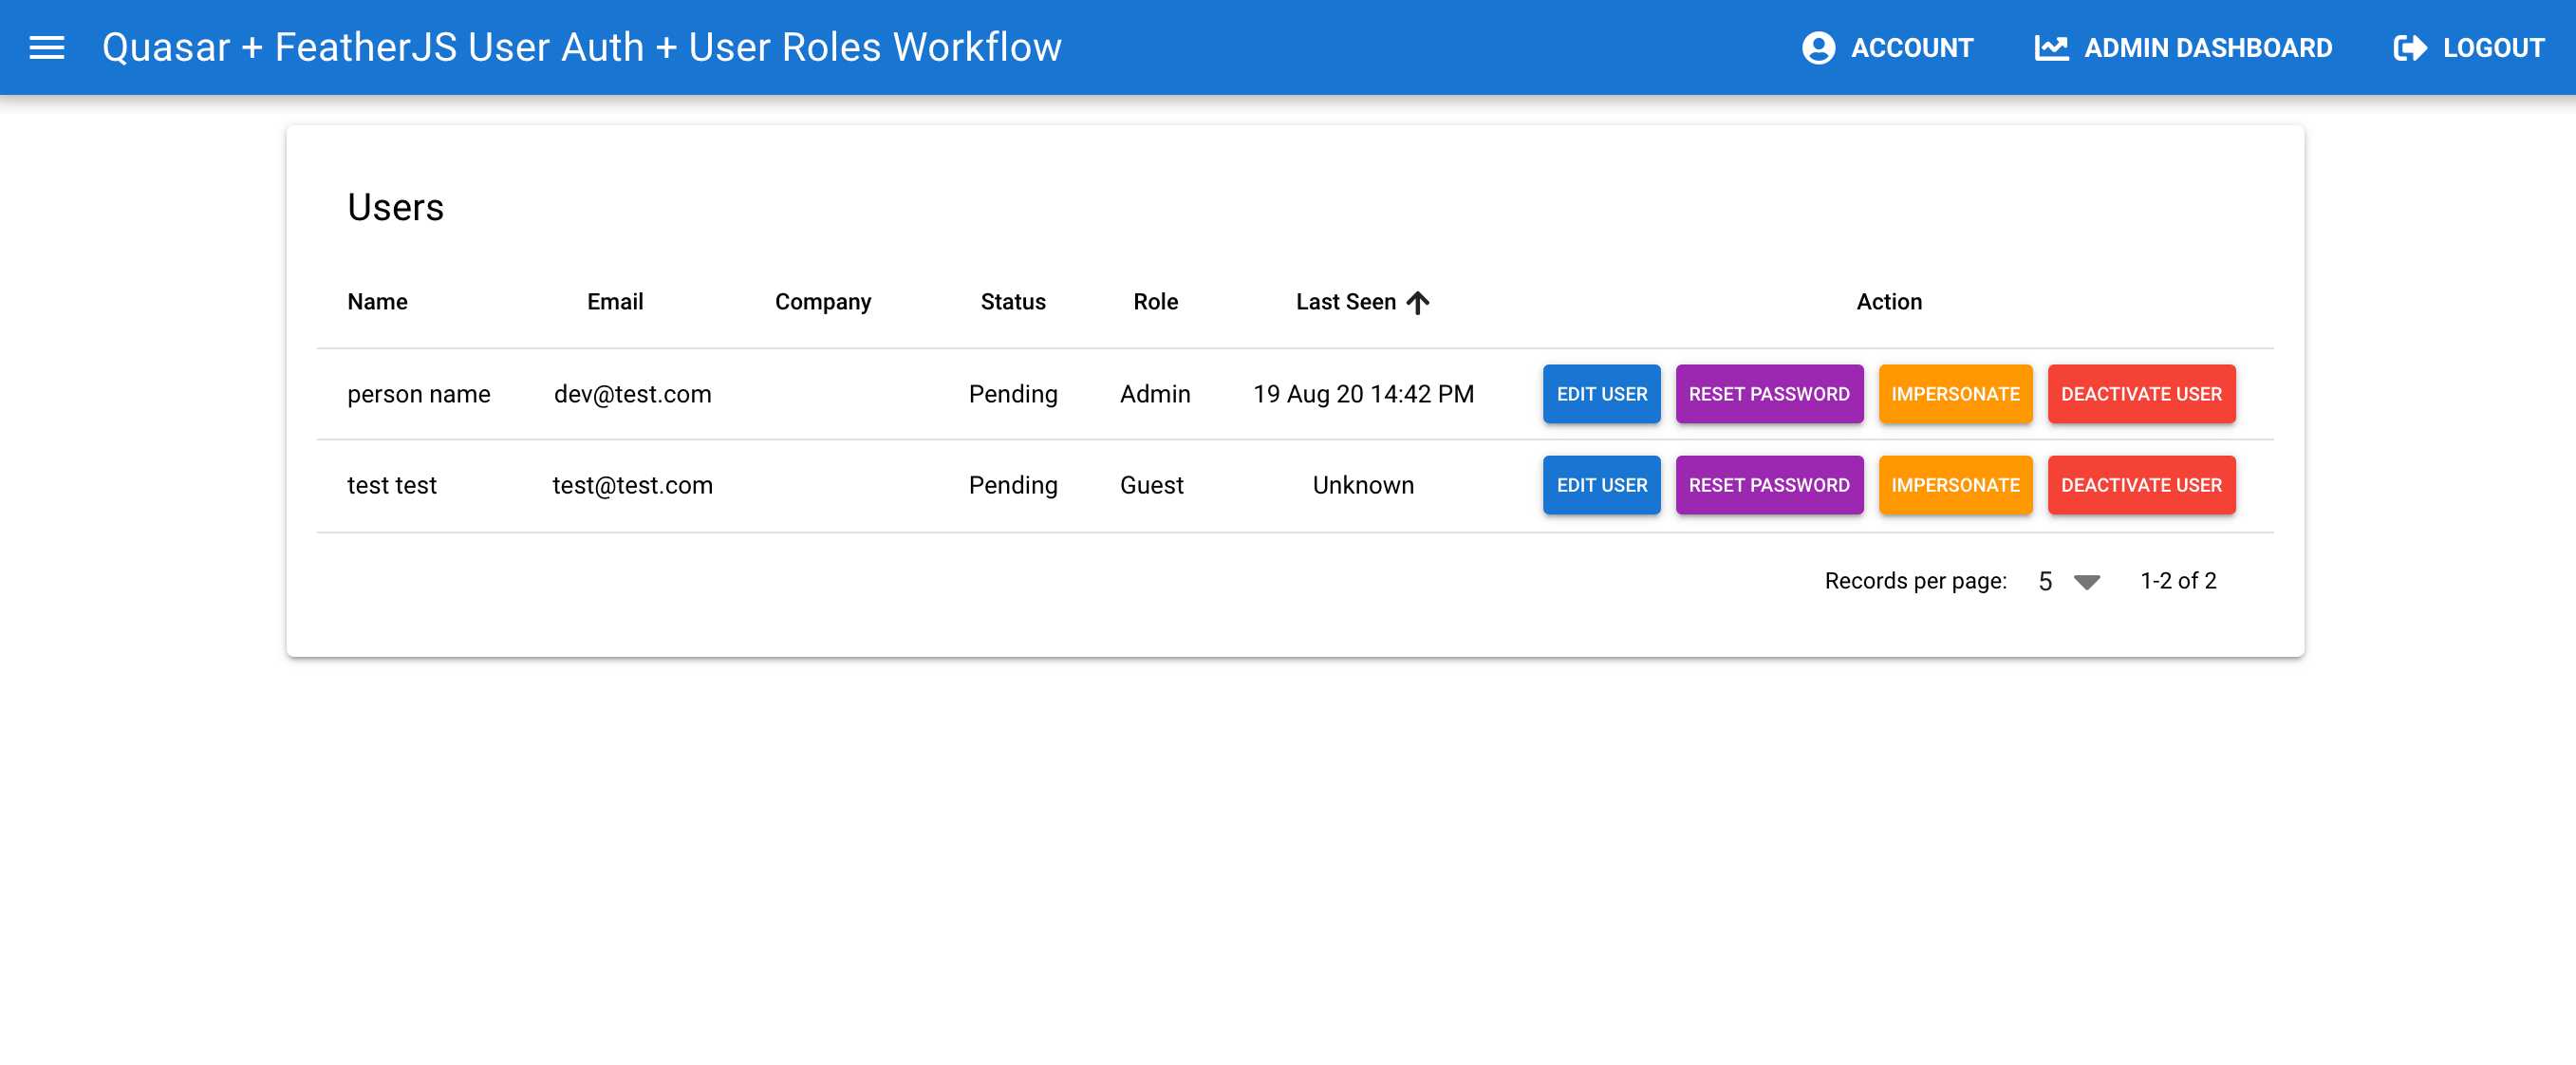 Quasar + FeatherJS User Auth + User Roles Workflow ACCOUNT ADMIN DASHBOARD LOGOUT
Users
Name Email Company Status Role Last Seen Action
person name dev@test.com Pending Admin 19 Aug 20 14:42 PM EDIT USER RESET PASSWORD IMPERSONATE DEACTIVATE USER
test test test@test.com Pending Guest Unknown EDIT USER RESET PASSWORD IMPERSONATE DEACTIVATE USER
Records per page: 5 1-2 of 2